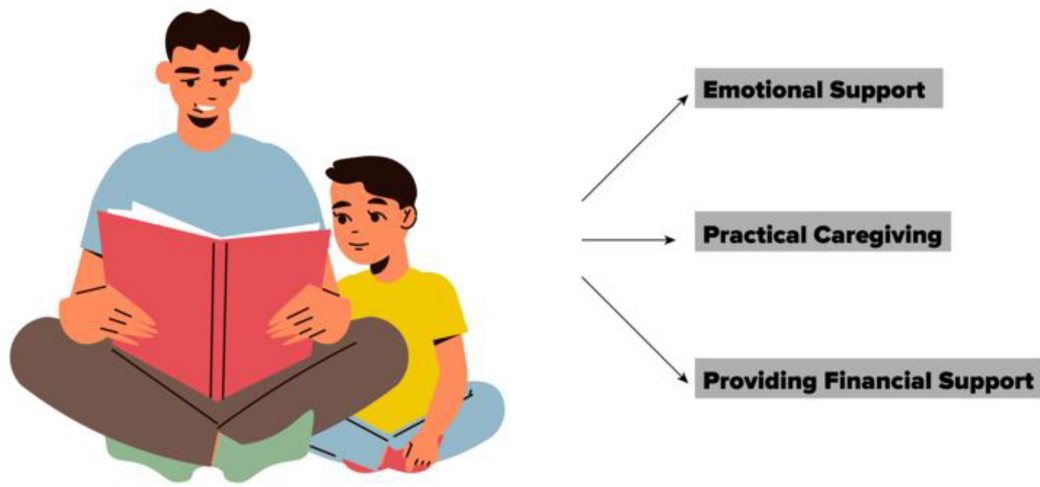 Emotional Support
Practical Caregiving
Providing Financial Support